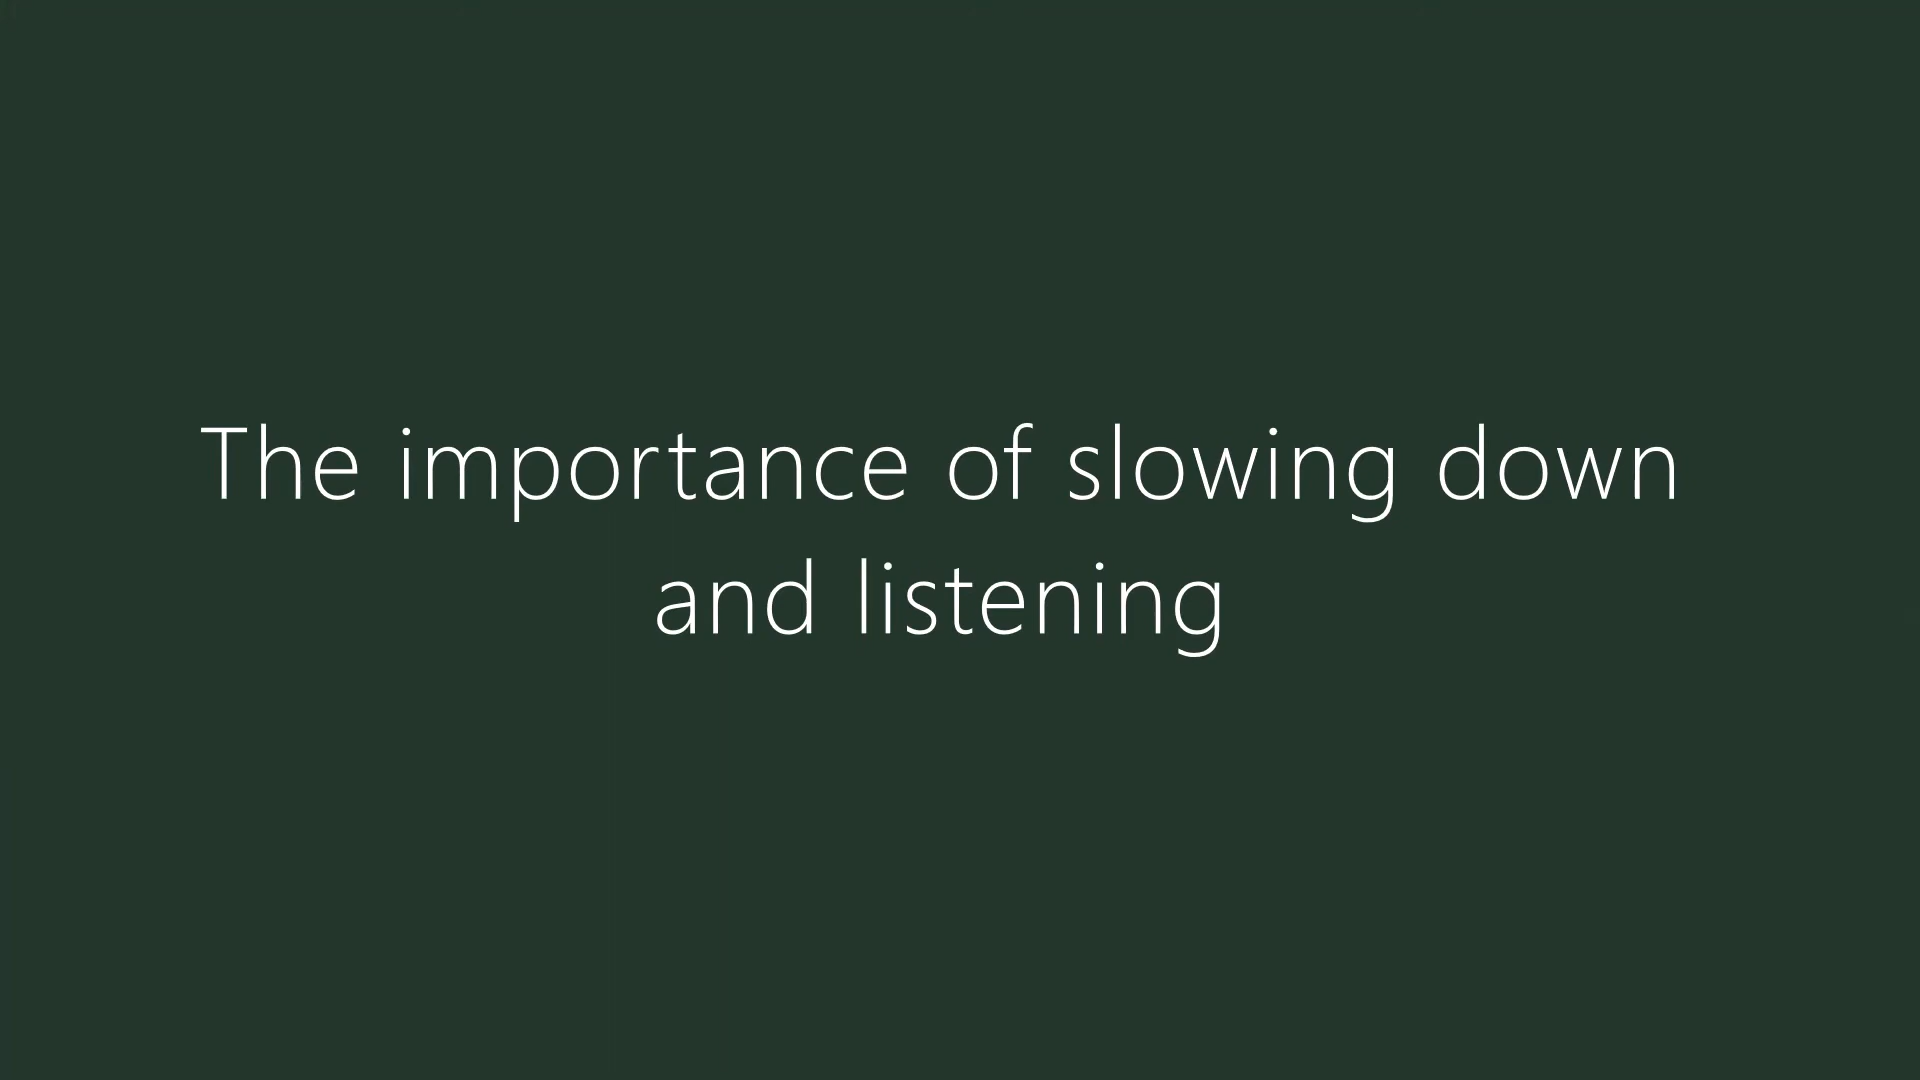 The importance of slowing down
and listening